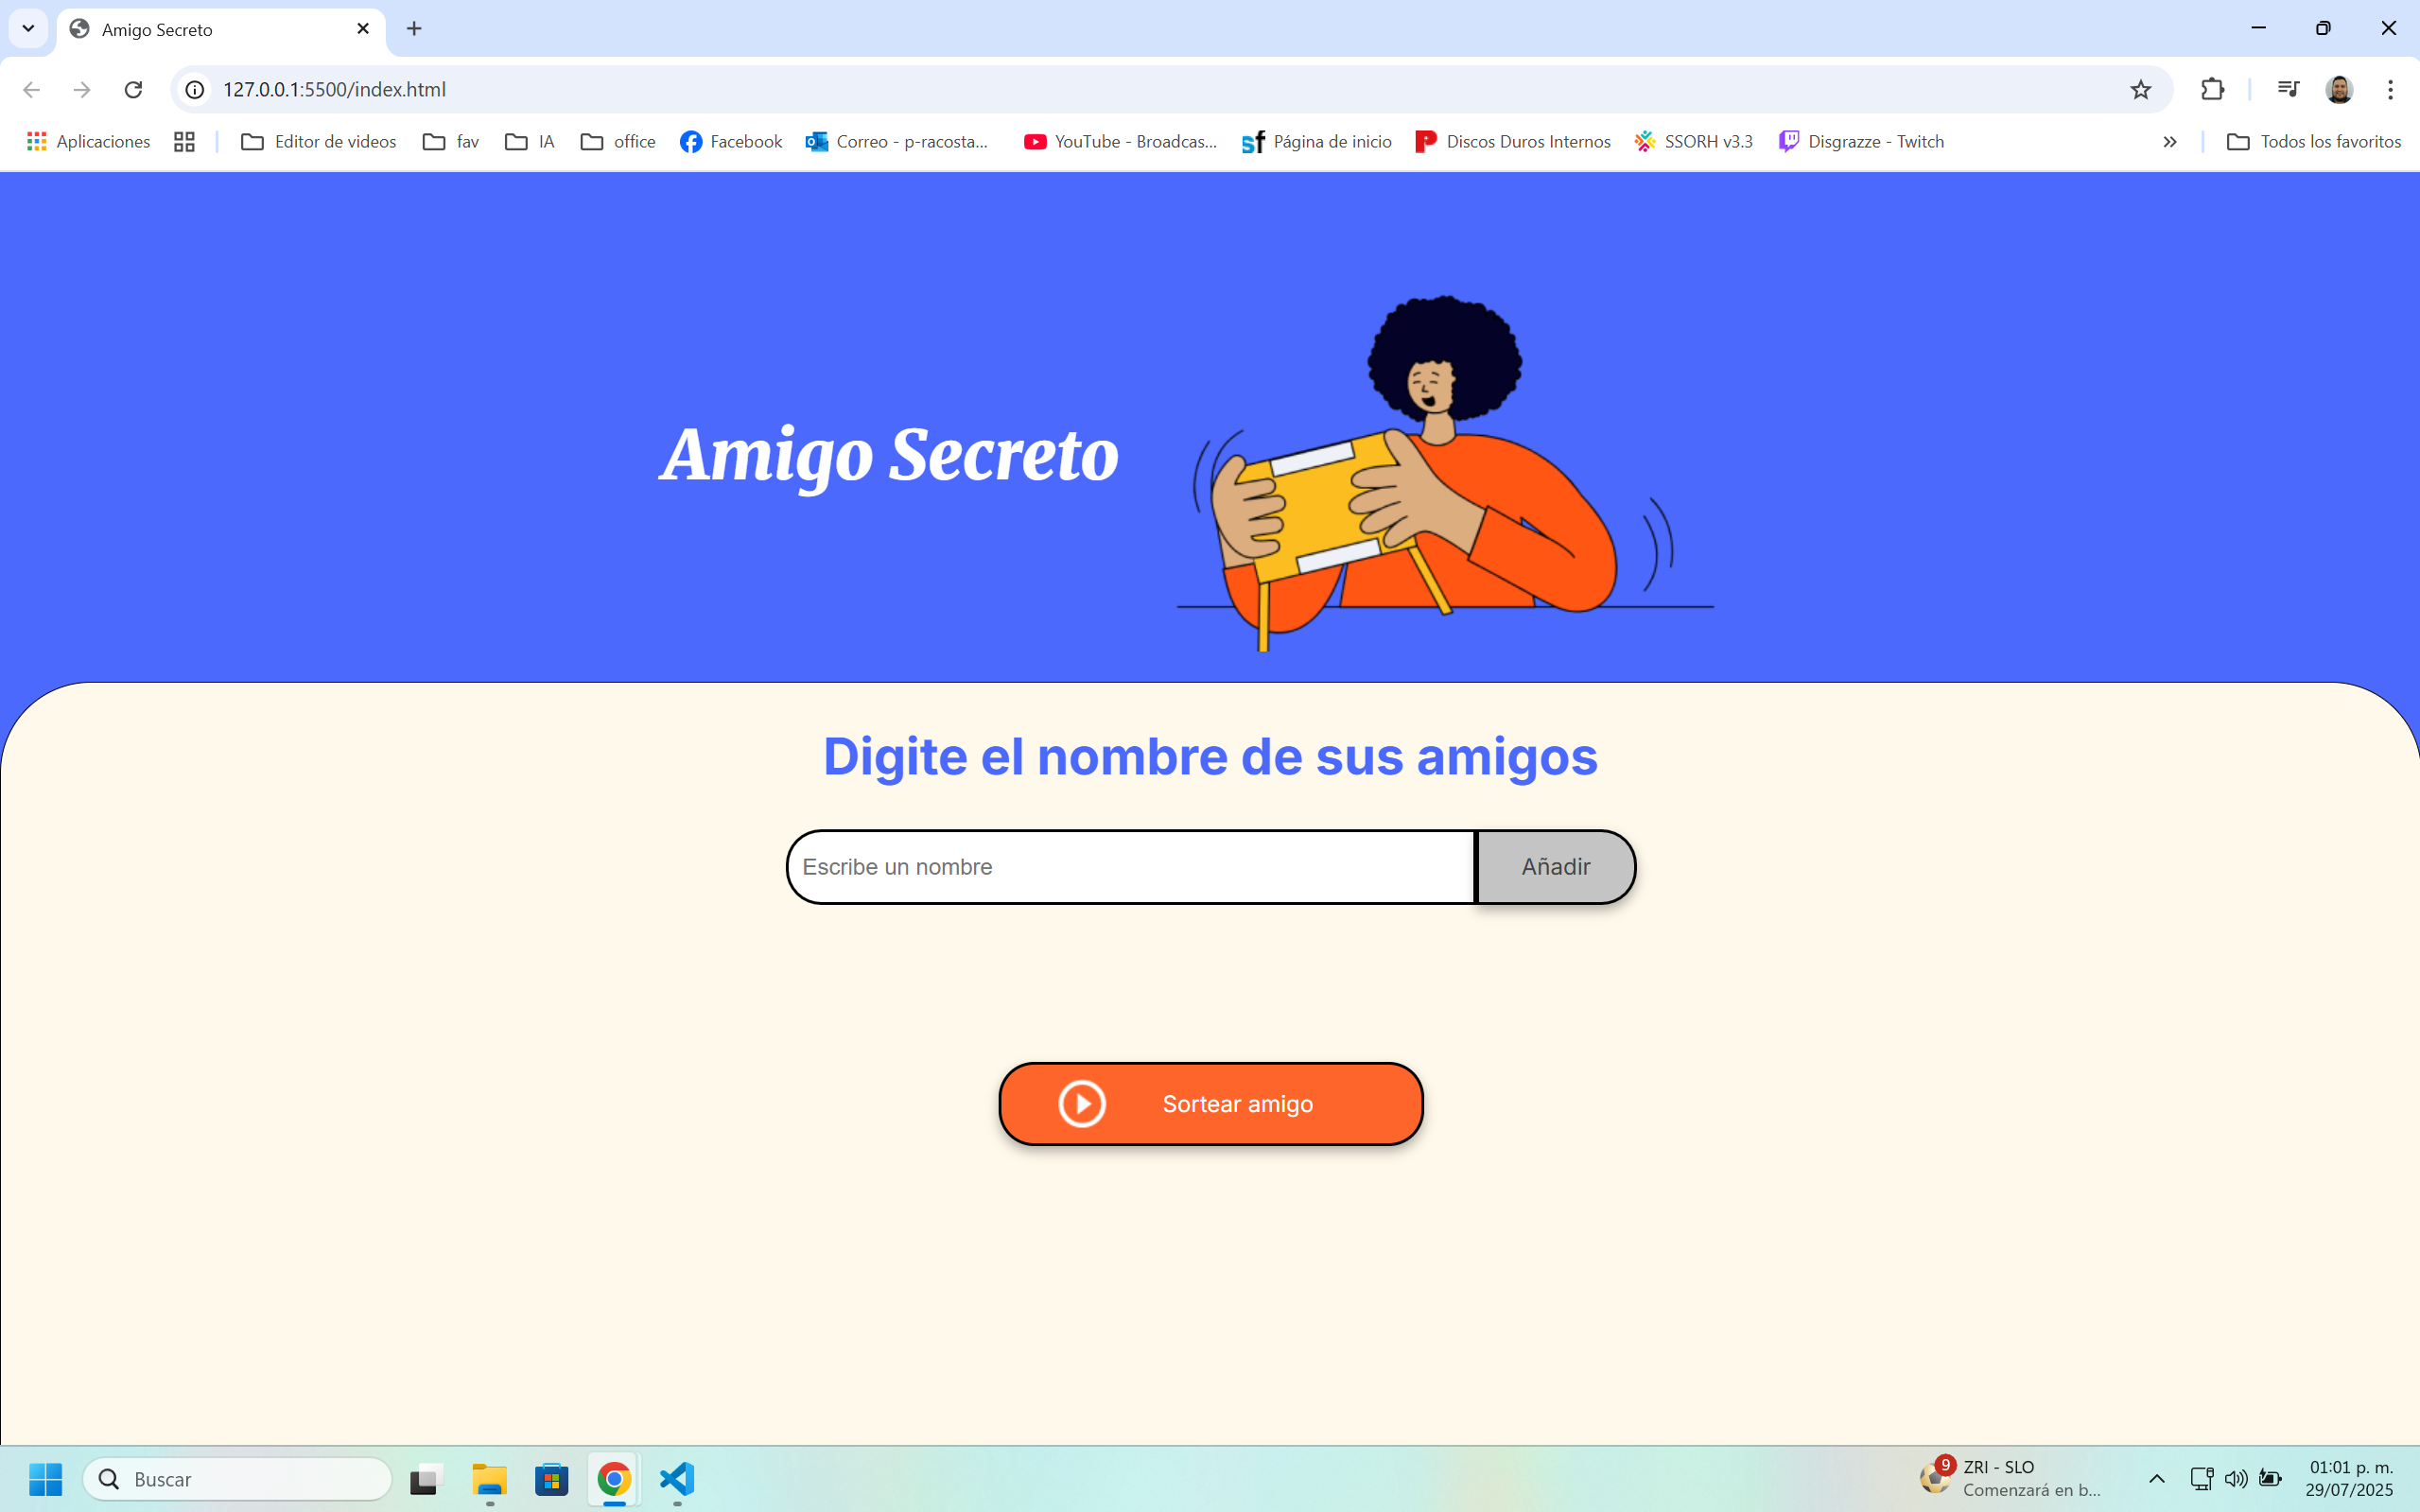 Amigo Secreto
127.0.0.1:5500/index.html
Aplicaciones Editor de videos fav IA office Facebook Correo - p-racosta... YouTube - Broadcas... sf Página de inicio P Discos Duros Internos SSORH v3.3 Disgrazze - Twitch » Todos los favoritos
Amigo Secreto
Digite el nombre de sus amigos
Escribe un nombre Añadir
Sortear amigo
Buscar
9 ZRI - SLO
Comenzará en b...
01:01 p. m.
29/07/2025